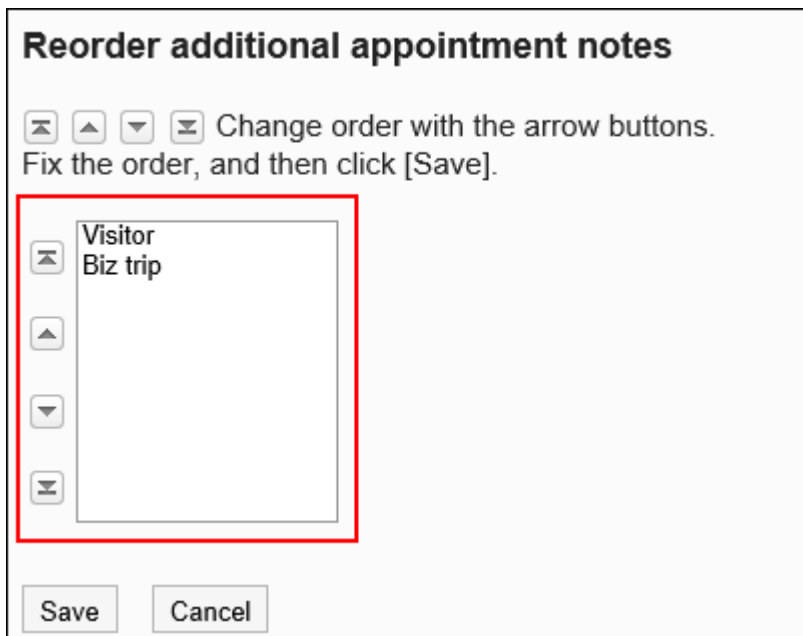 Reorder additional appointment notes
Change order with the arrow buttons.
Fix the order, and then click [Save].
Visitor
Biz trip
Save
Cancel